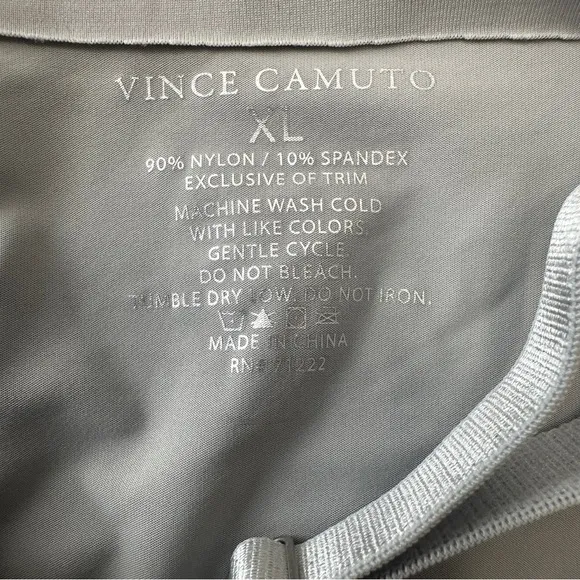 VINCE CAMUTO
XL
90% NYLON / 10% SPANDEX
EXCLUSIVE OF TRIM
MACHINE WASH COLD
WITH LIKE COLORS.
GENTLE CYCLE.
DO NOT BLEACH.
TUMBLE DRY LOW. DO NOT IRON.
MADE IN CHINA
RN# 71222